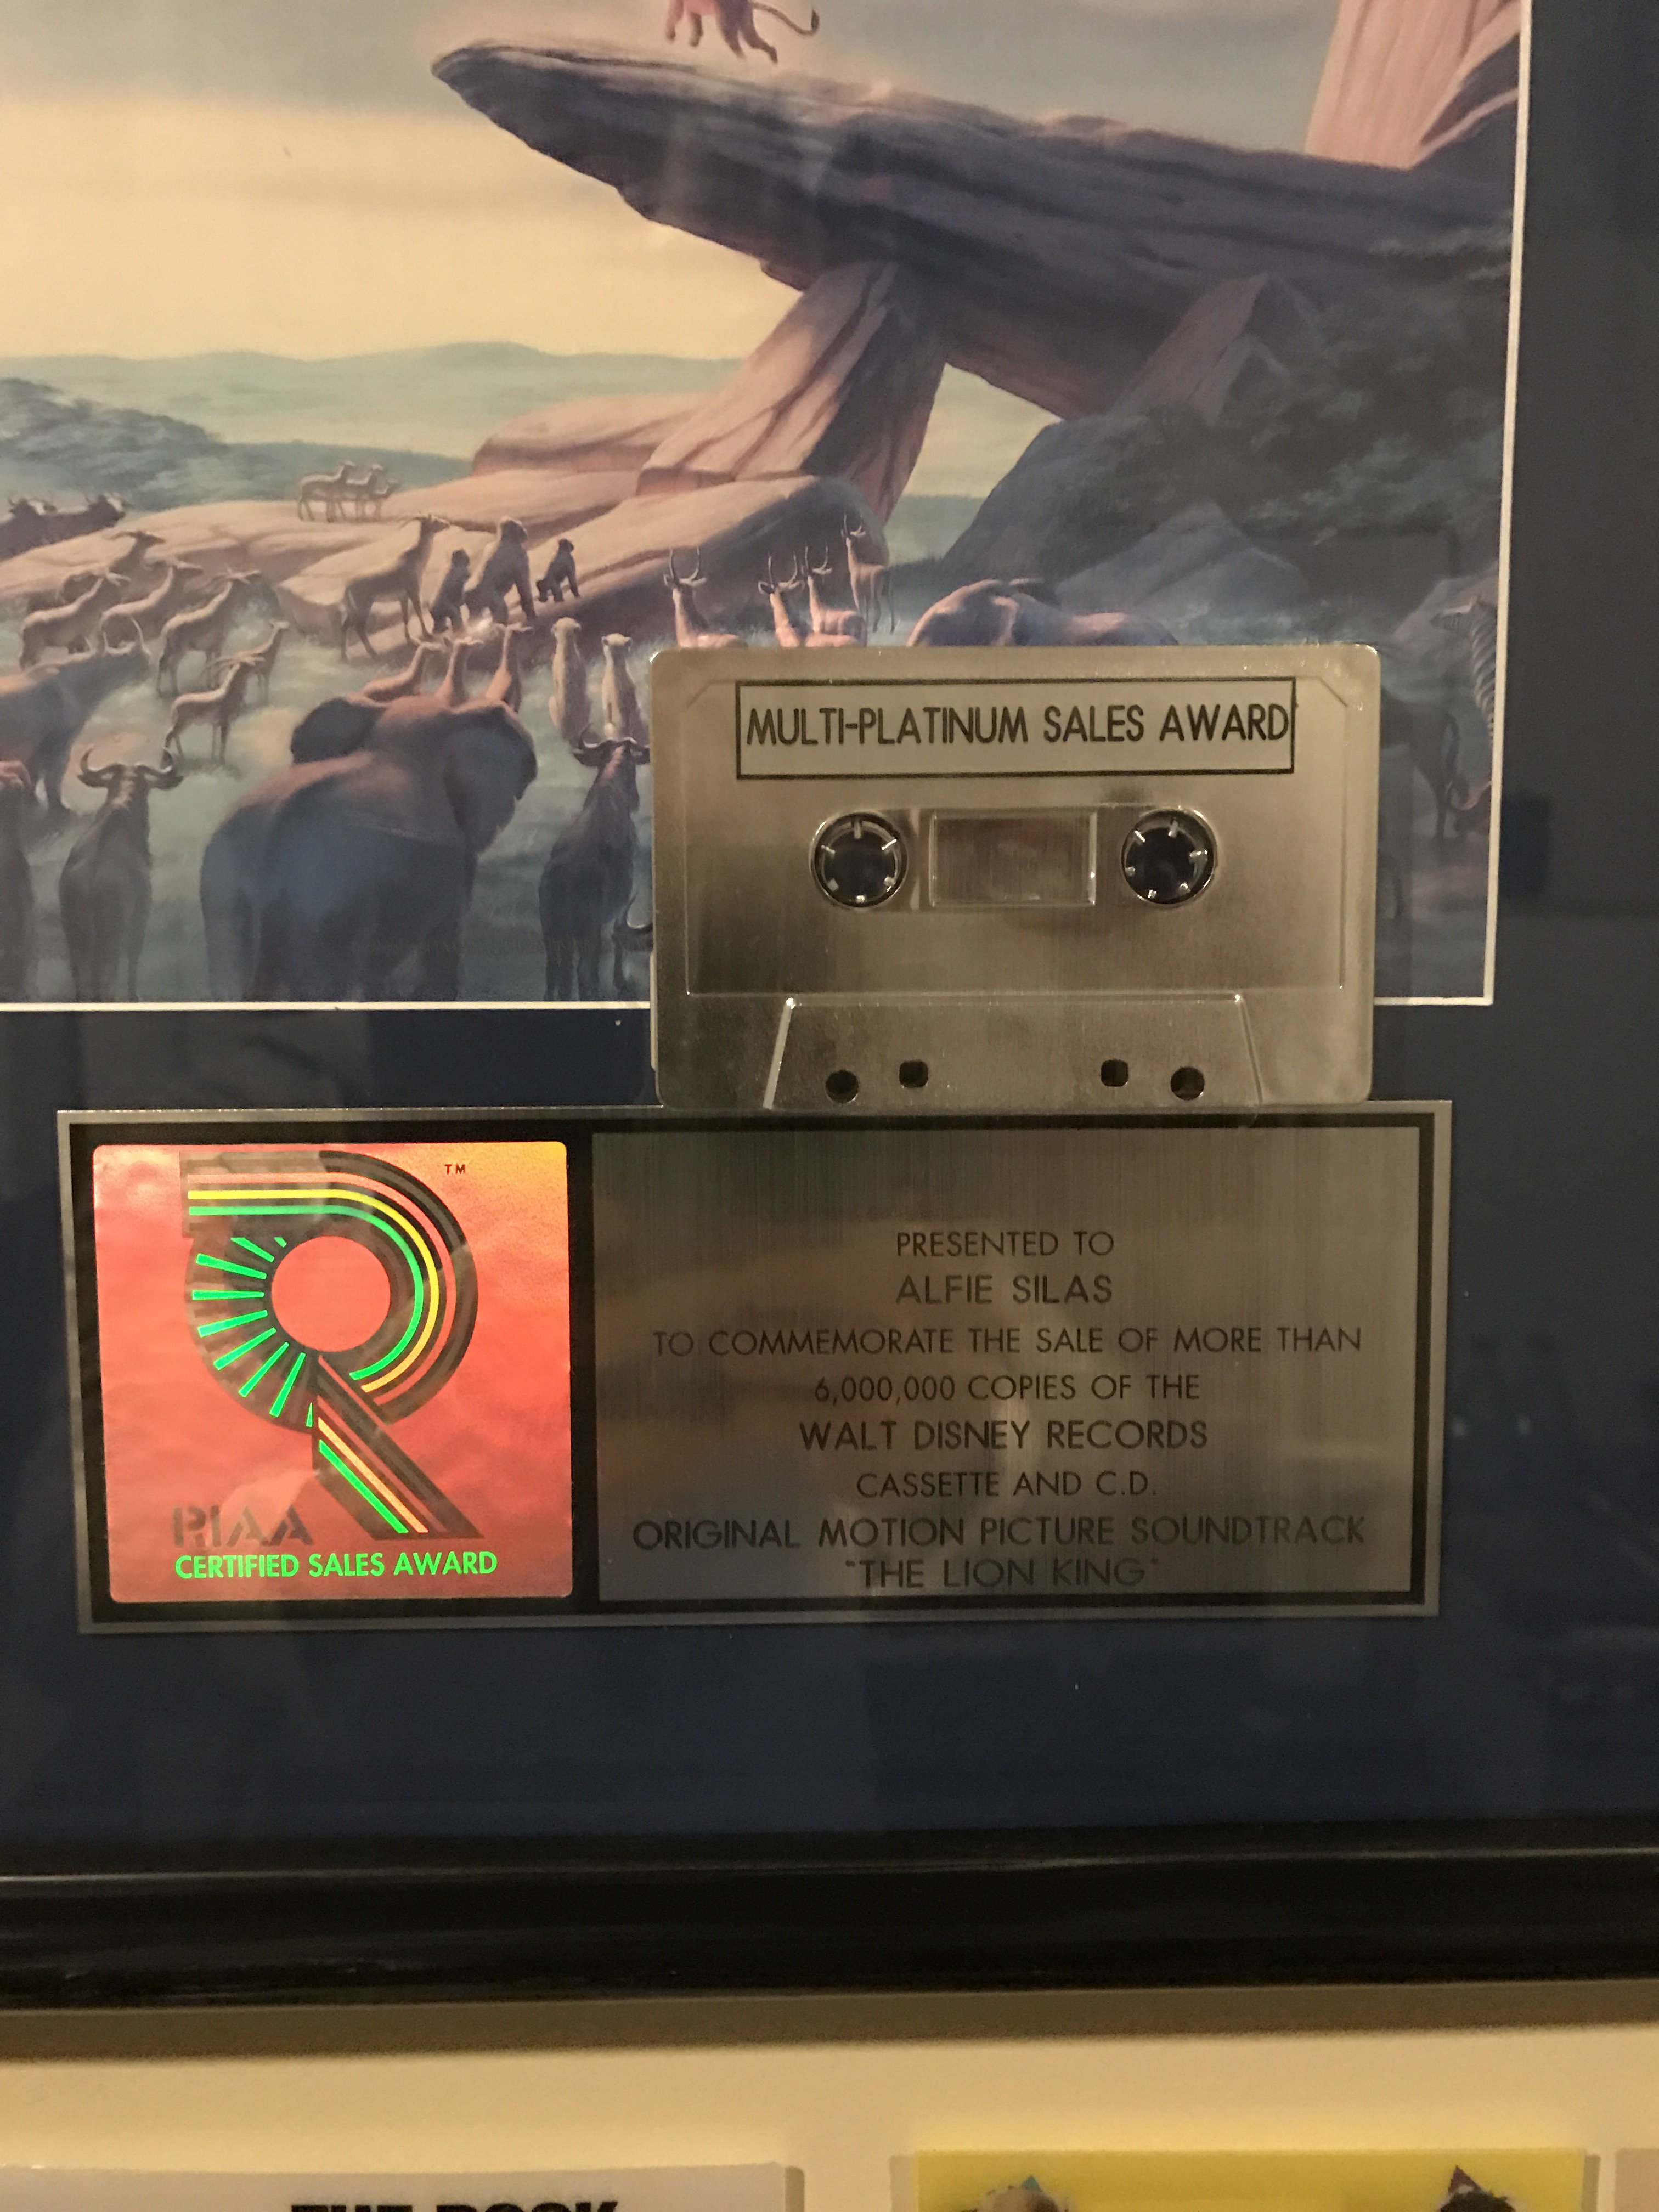 MULTI-PLATINUM SALES AWARD
TM
RIAA
CERTIFIED SALES AWARD
PRESENTED TO
ALFIE SILAS
TO COMMEMORATE THE SALE OF MORE THAN
6,000,000 COPIES OF THE
WALT DISNEY RECORDS
CASSETTE AND C.D.
ORIGINAL MOTION PICTURE SOUNDTRACK
"THE LION KING"